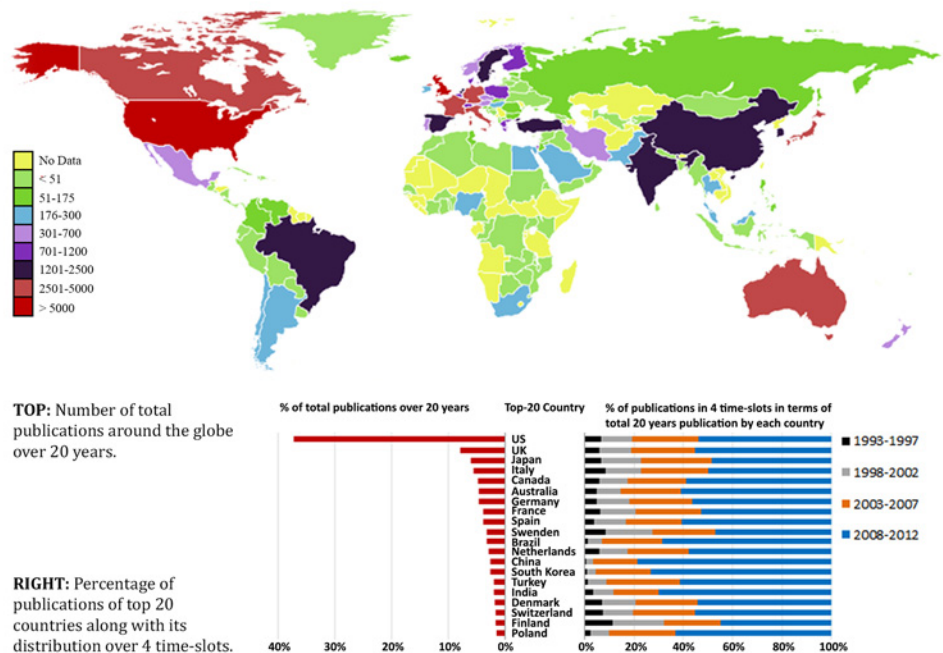 No Data
< 51
51-175
176-300
301-700
701-1200
1201-2500
2501-5000
> 5000
TOP: Number of total
publications around the globe
over 20 years.
RIGHT: Percentage of
publications of top 20
countries along with its
distribution over 4 time-slots.
% of total publications over 20 years
Top-20 Country
% of publications in 4 time-slots in terms of
total 20 years publication by each country
US
UK
Japan
Italy
Canada
Australia
Germany
France
Spain
Swenden
Brazil
Netherlands
China
South Korea
Turkey
India
Denmark
Switzerland
Finland
Poland
40% 30% 20% 10% 0%
0% 20% 40% 60% 80% 100%
1993-1997
1998-2002
2003-2007
2008-2012